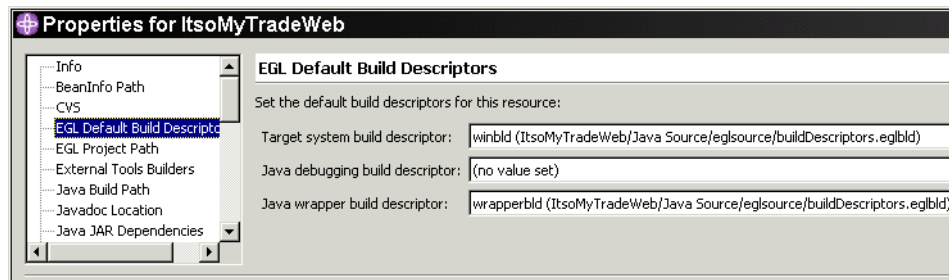 Properties for ItsoMyTradeWeb
Info
BeanInfo Path
CVS
EGL Default Build Descripto
EGL Project Path
External Tools Builders
Java Build Path
Javadoc Location
Java JAR Dependencies
EGL Default Build Descriptors
Set the default build descriptors for this resource:
Target system build descriptor: winbld (ItsoMyTradeWeb/Java Source/eglsource/buildDescriptors.eglbld)
Java debugging build descriptor: (no value set)
Java wrapper build descriptor: wrapperbld (ItsoMyTradeWeb/Java Source/eglsource/buildDescriptors.eglbld)